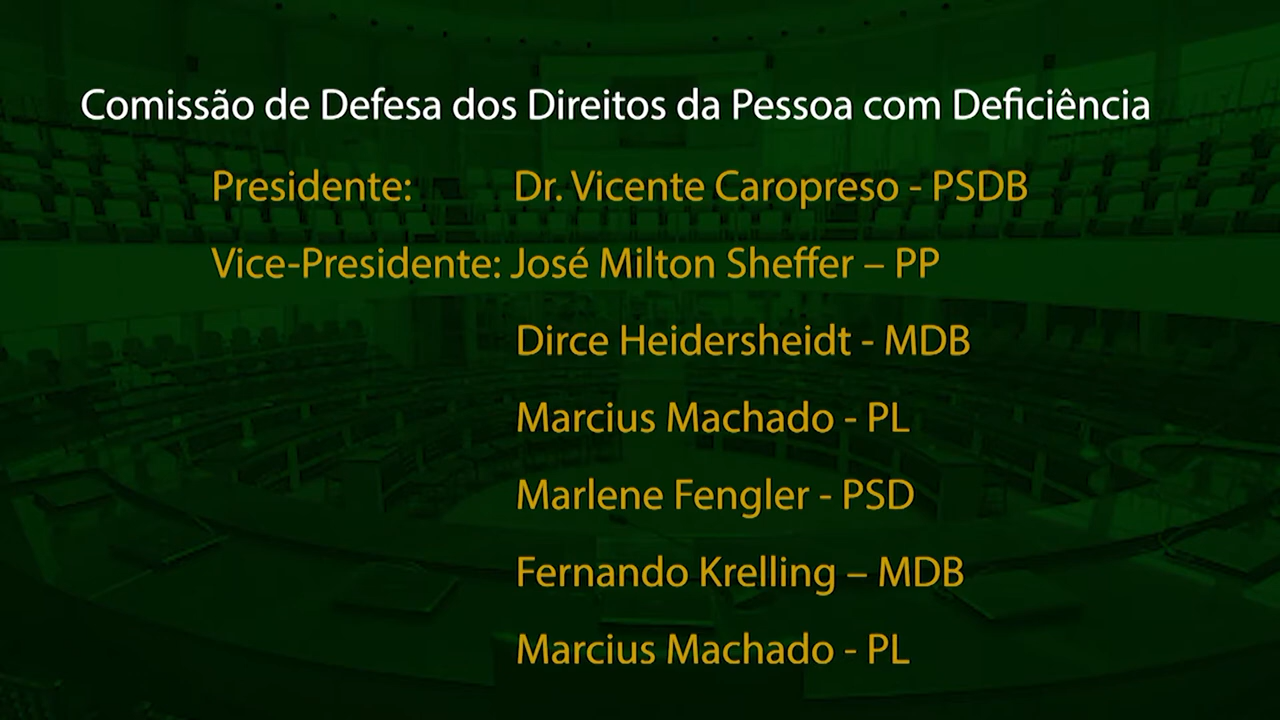 Comissão de Defesa dos Direitos da Pessoa com Deficiência
Presidente: Dr. Vicente Caropreso - PSDB
Vice-Presidente: José Milton Sheffer – PP
Dirce Heidersheidt - MDB
Marcius Machado - PL
Marlene Fengler - PSD
Fernando Krelling – MDB
Marcius Machado - PL